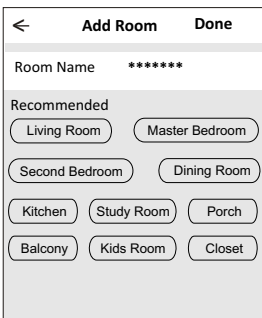 Add Room Done
Room Name *******
Recommended
Living Room Master Bedroom
Second Bedroom Dining Room
Kitchen Study Room Porch
Balcony Kids Room Closet